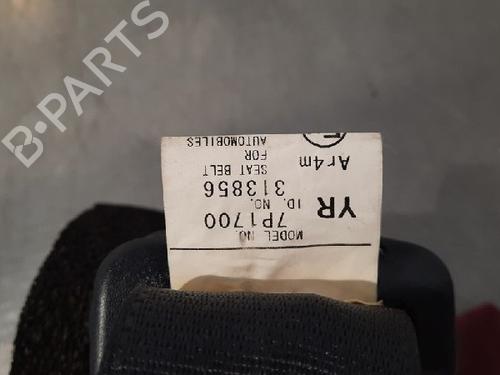 B-PARTS
MODEL NO.
7P1700
YR
ID. NO.
313856
SEAT BELT
FOR
AUTOMOBILES
Ar4m
E